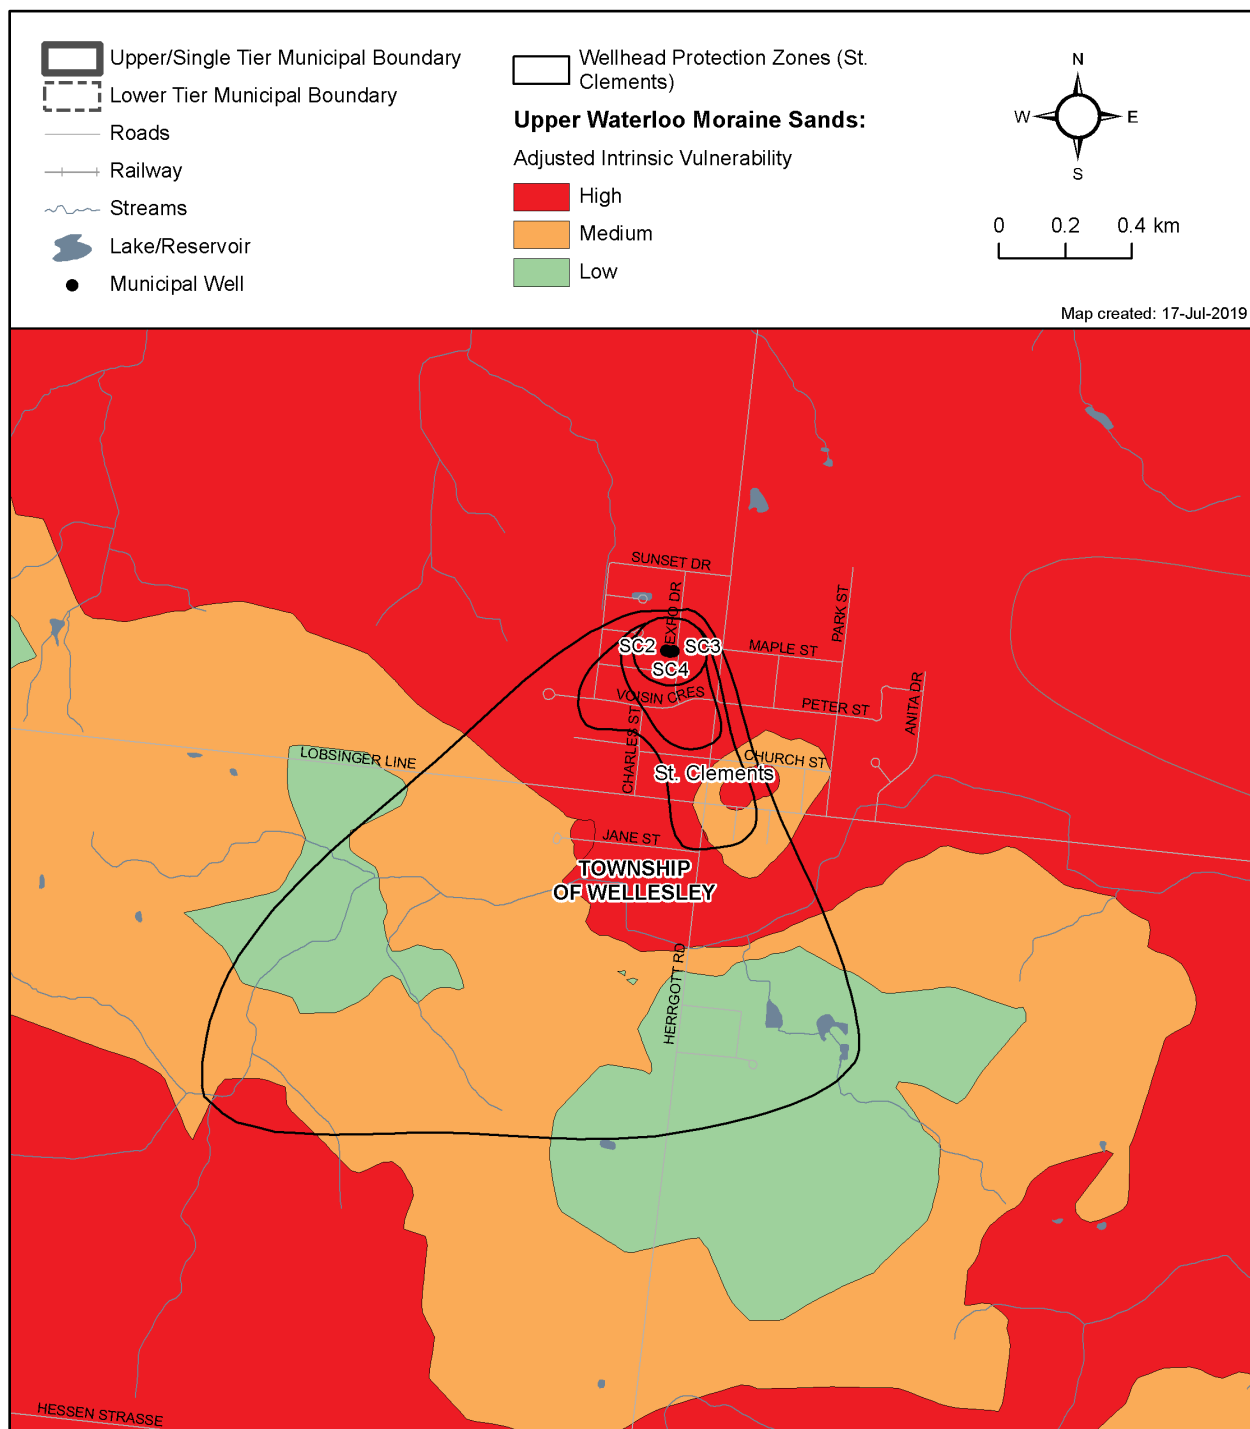 Upper/Single Tier Municipal Boundary
Lower Tier Municipal Boundary
Roads
Railway
Streams
Lake/Reservoir
Municipal Well
Wellhead Protection Zones (St.
Clements)
Upper Waterloo Moraine Sands:
Adjusted Intrinsic Vulnerability
High
Medium
Low
N
W
E
S
0 0.2 0.4 km
Map created: 17-Jul-2019
SUNSET DR
PARK ST
SC2
SC3
MAPLE ST
SC4
VOISIN CRES
PETER ST
ANITA DR
CHARLES ST
LOBSINGER LINE
CHURCH ST
St. Clements
JANE ST
TOWNSHIP
OF WELLESLEY
HERRGOTT RD
HESSEN STRASSE